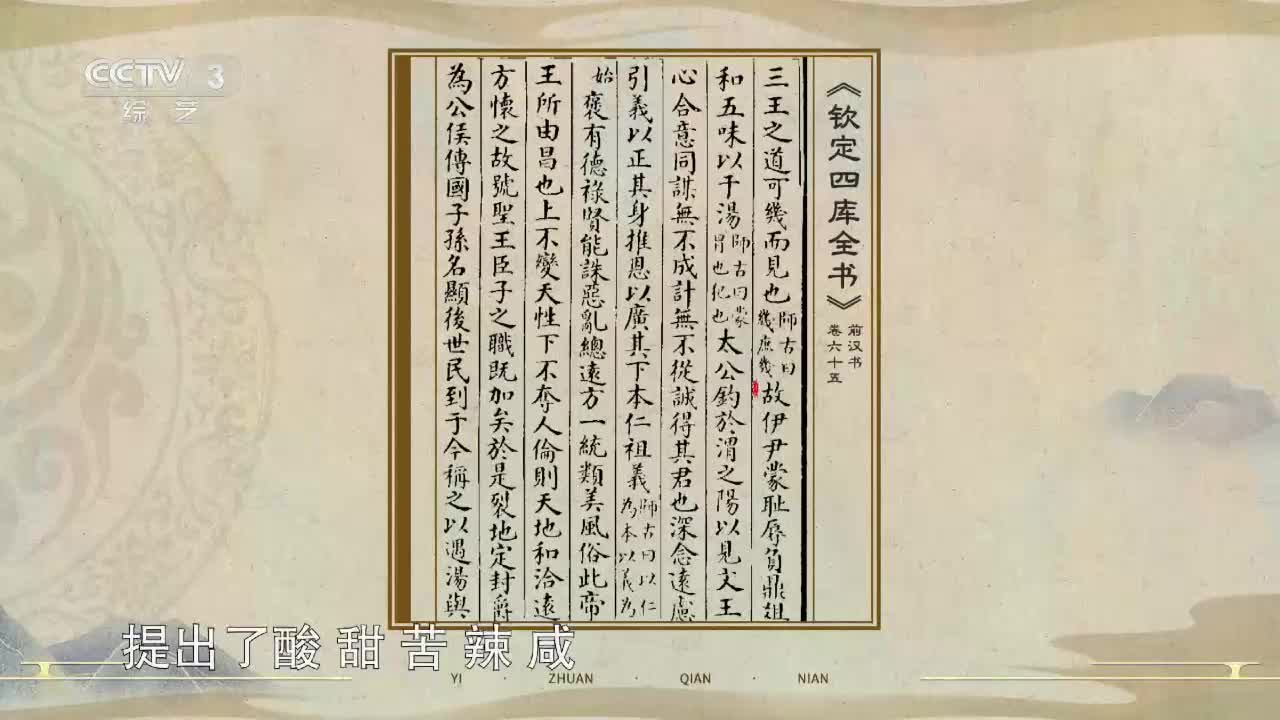 CCTV 3
综艺
《钦定四库全书》
前汉书
卷六十五
三王之道可幾而見也師古曰幾庶幾故伊尹蒙耻辱負鼎俎
和五味以干湯師古曰蒙冒也犯也太公釣於渭之陽以見文王
心合意同謀無不成計無不從誠得其君也深念遠慮
引義以正其身推恩以廣其下本仁祖義師古曰以仁為本以義為
始褒有德祿賢能誅惡亂總遠方一統類美風俗此帝
王所由昌也上不變天性下不奪人倫則天地和洽遠
方懷之故號聖王臣子之職既加矣於是裂地定封爵
為公侯傳國子孫名顯後世民到于今稱之以遇湯與
提出了酸甜苦辣咸
YI · ZHUAN · QIAN · NIAN